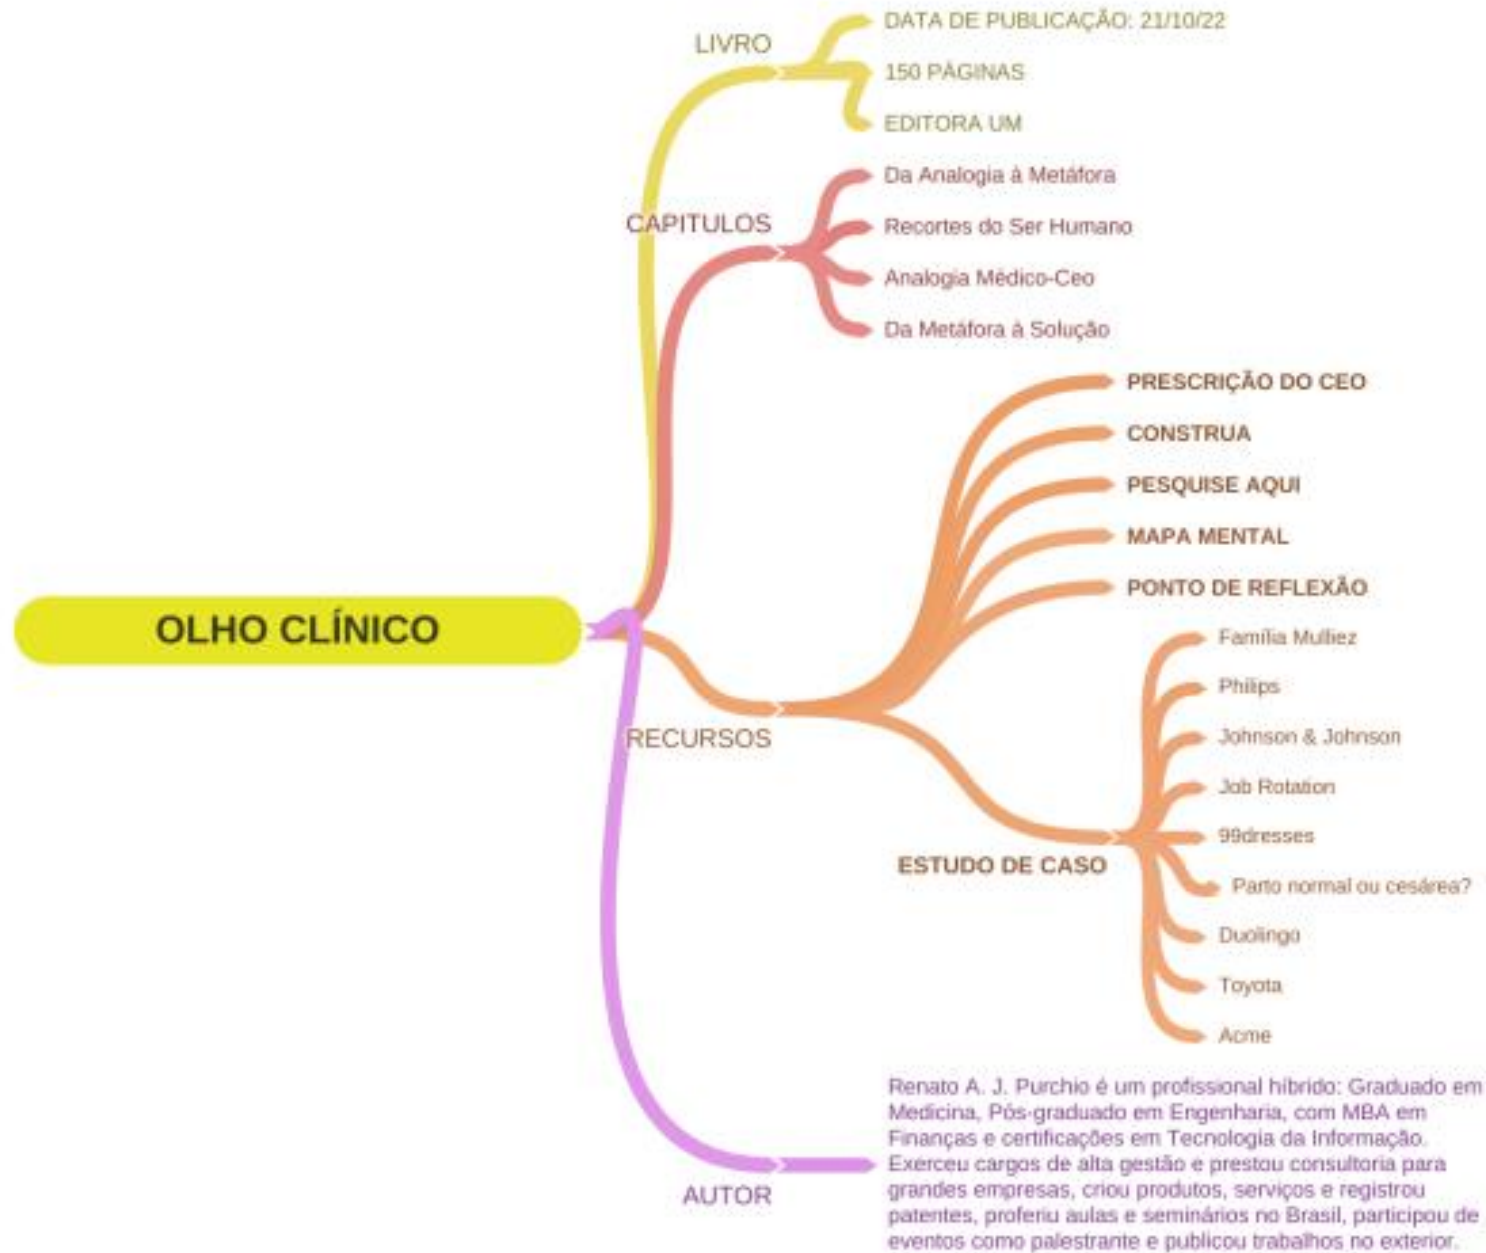 LIVRO
DATA DE PUBLICAÇÃO: 21/10/22
150 PÁGINAS
EDITORA UM
CAPITULOS
Da Analogia à Metáfora
Recortes do Ser Humano
Analogia Médico-Ceo
Da Metáfora à Solução
OLHO CLÍNICO
RECURSOS
PRESCRIÇÃO DO CEO
CONSTRUA
PESQUISE AQUI
MAPA MENTAL
PONTO DE REFLEXÃO
ESTUDO DE CASO
Família Mulliez
Philips
Johnson & Johnson
Job Rotation
99dresses
Parto normal ou cesárea?
Duolingo
Toyota
Acme
AUTOR
Renato A. J. Purchio é um profissional híbrido: Graduado em
Medicina, Pós-graduado em Engenharia, com MBA em
Finanças e certificações em Tecnologia da Informação.
Exerceu cargos de alta gestão e prestou consultoria para
grandes empresas, criou produtos, serviços e registrou
patentes, proferiu aulas e seminários no Brasil, participou de
eventos como palestrante e publicou trabalhos no exterior.